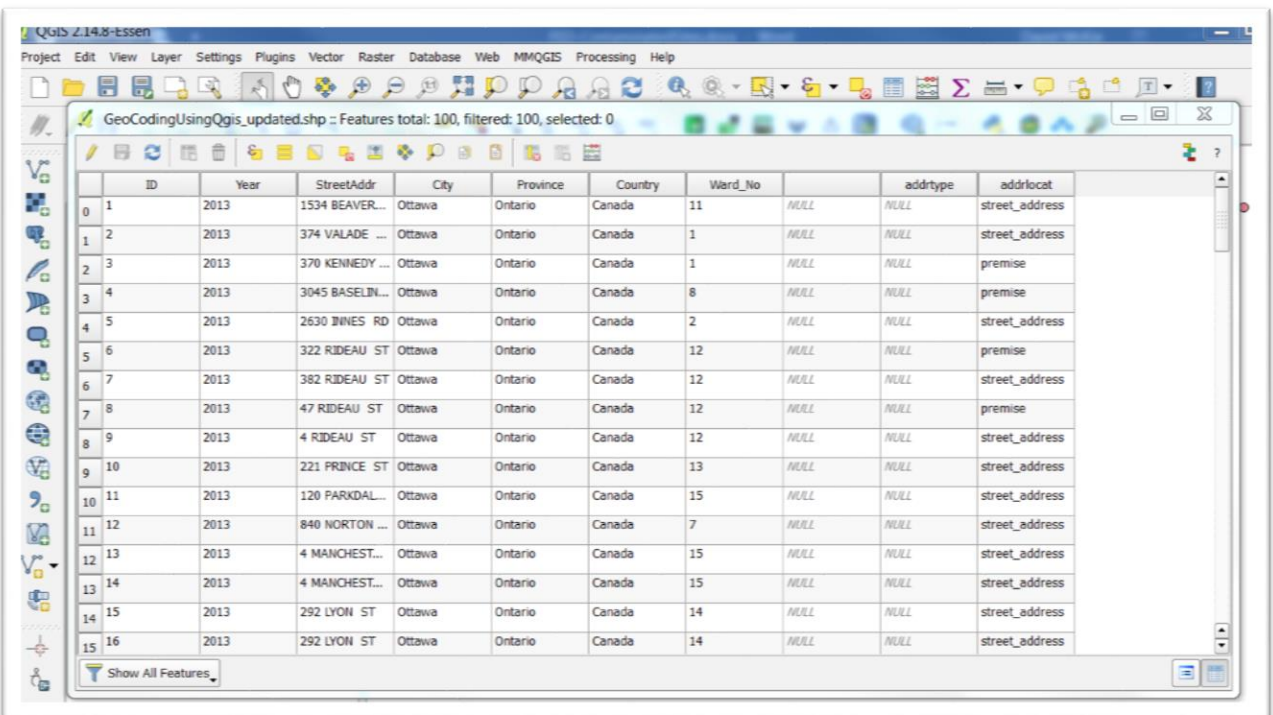 QGIS 2.14.8-Essen
Project Edit View Layer Settings Plugins Vector Raster Database Web MMQGIS Processing Help
GeoCodingUsingQgis_updated.shp :: Features total: 100, filtered: 100, selected: 0
ID Year StreetAddr City Province Country Ward_No addrtype addrlocat
0 1 2013 1534 BEAVER... Ottawa Ontario Canada 11 NULL NULL street_address
1 2 2013 374 VALADE ... Ottawa Ontario Canada 1 NULL NULL street_address
2 3 2013 370 KENNEDY ... Ottawa Ontario Canada 1 NULL NULL premise
3 4 2013 3045 BASELIN... Ottawa Ontario Canada 8 NULL NULL premise
4 5 2013 2630 INNES RD Ottawa Ontario Canada 2 NULL NULL street_address
5 6 2013 322 RIDEAU ST Ottawa Ontario Canada 12 NULL NULL premise
6 7 2013 382 RIDEAU ST Ottawa Ontario Canada 12 NULL NULL street_address
7 8 2013 47 RIDEAU ST Ottawa Ontario Canada 12 NULL NULL premise
8 9 2013 4 RIDEAU ST Ottawa Ontario Canada 12 NULL NULL street_address
9 10 2013 221 PRINCE ST Ottawa Ontario Canada 13 NULL NULL street_address
10 11 2013 120 PARKDAL... Ottawa Ontario Canada 15 NULL NULL street_address
11 12 2013 840 NORTON ... Ottawa Ontario Canada 7 NULL NULL street_address
12 13 2013 4 MANCHEST... Ottawa Ontario Canada 15 NULL NULL street_address
13 14 2013 4 MANCHEST... Ottawa Ontario Canada 15 NULL NULL street_address
14 15 2013 292 LYON ST Ottawa Ontario Canada 14 NULL NULL street_address
15 16 2013 292 LYON ST Ottawa Ontario Canada 14 NULL NULL street_address
Show All Features